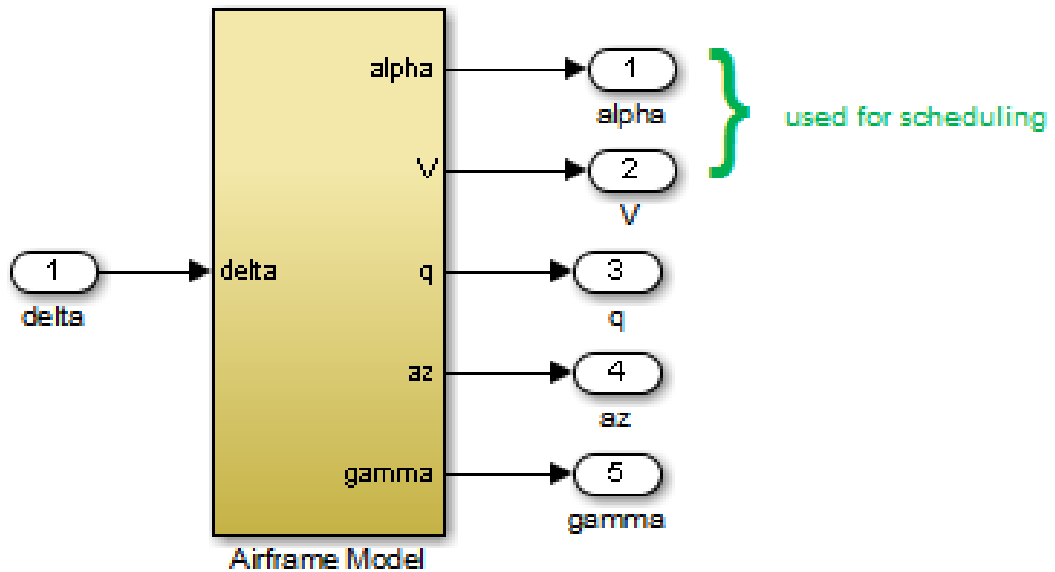 alpha
1
alpha
used for scheduling
V
2
V
1
delta
delta
q
3
q
az
4
az
gamma
5
gamma
Airframe Model